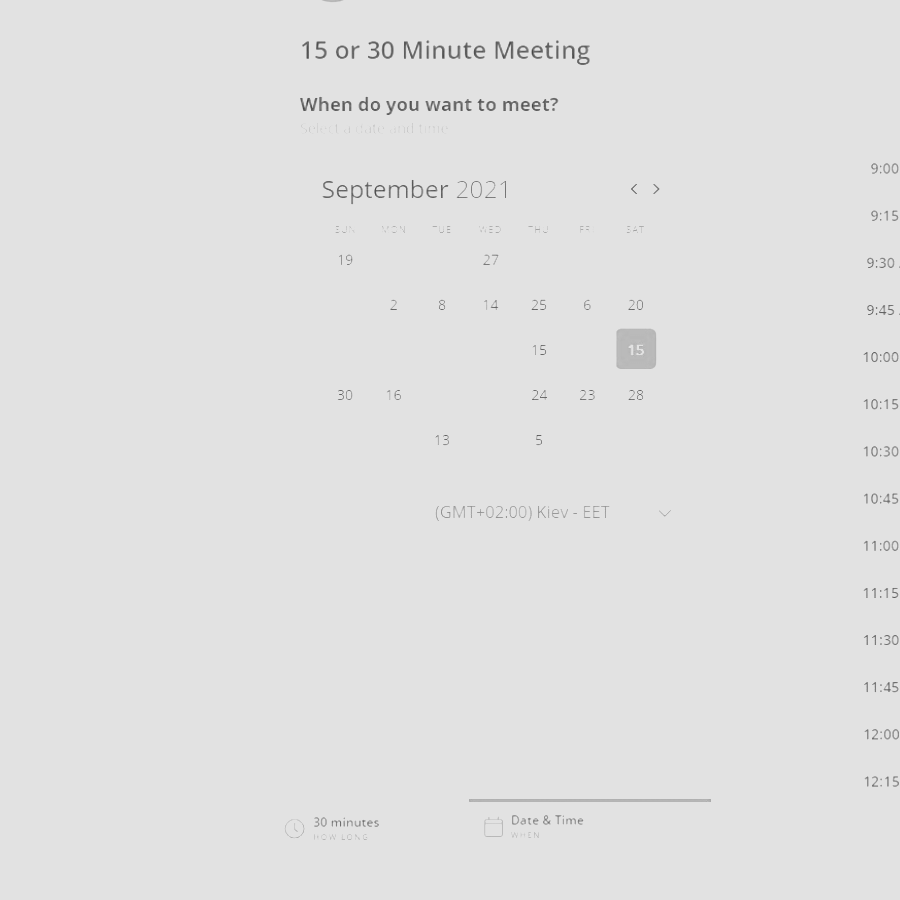 15 or 30 Minute Meeting
When do you want to meet?
Select a date and time
September 2021
SUN MON TUE WED THU FRI SAT
19 27
2 8 14 25 6 20
15 15
30 16 24 23 28
13 5
(GMT+02:00) Kiev - EET
9:00
9:15
9:30
9:45
10:00
10:15
10:30
10:45
11:00
11:15
11:30
11:45
12:00
12:15
30 minutes
HOW LONG
Date & Time
WHEN